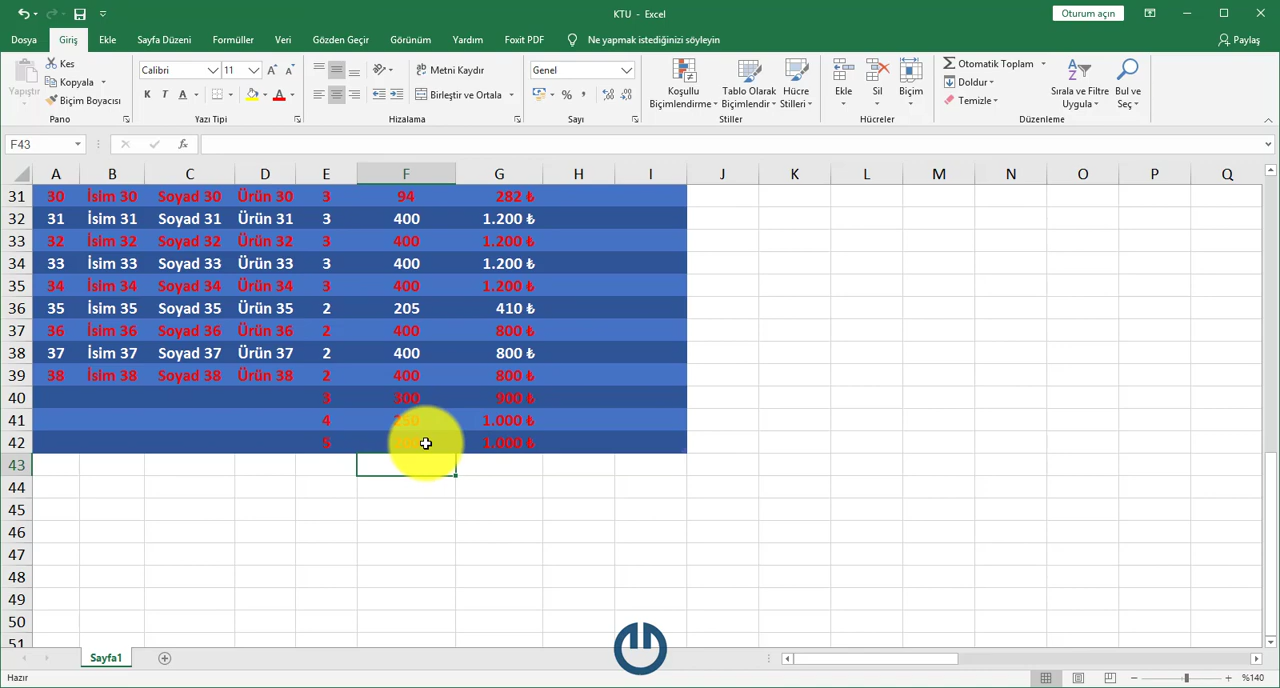 KTU - Excel
Oturum açın
Dosya Giriş Ekle Sayfa Düzeni Formüller Veri Gözden Geçir Görünüm Yardım Foxit PDF Ne yapmak istediğinizi söyleyin Paylaş
Yapıştır
Kes
Kopyala
Biçim Boyacısı
Pano
Calibri 11
K T A
Yazı Tipi
Metni Kaydır
Birleştir ve Ortala
Hizalama
Genel
Sayı
Koşullu Biçimlendirme
Tablo Olarak Biçimlendir
Hücre Stilleri
Stiller
Ekle Sil Biçim
Hücreler
Otomatik Toplam
Doldur
Temizle
Sırala ve Filtre Uygula
Bul ve Seç
Düzenleme
F43 fx
A B C D E F G H I J K L M N O P Q
31 30 İsim 30 Soyad 30 Ürün 30 3 94 282 ₺
32 31 İsim 31 Soyad 31 Ürün 31 3 400 1.200 ₺
33 32 İsim 32 Soyad 32 Ürün 32 3 400 1.200 ₺
34 33 İsim 33 Soyad 33 Ürün 33 3 400 1.200 ₺
35 34 İsim 34 Soyad 34 Ürün 34 3 400 1.200 ₺
36 35 İsim 35 Soyad 35 Ürün 35 2 205 410 ₺
37 36 İsim 36 Soyad 36 Ürün 36 2 400 800 ₺
38 37 İsim 37 Soyad 37 Ürün 37 2 400 800 ₺
39 38 İsim 38 Soyad 38 Ürün 38 2 400 800 ₺
40 3 300 900 ₺
41 4 250 1.000 ₺
42 5 1.000 ₺
43
44
45
46
47
48
49
50
51
Sayfa1
Hazır %140